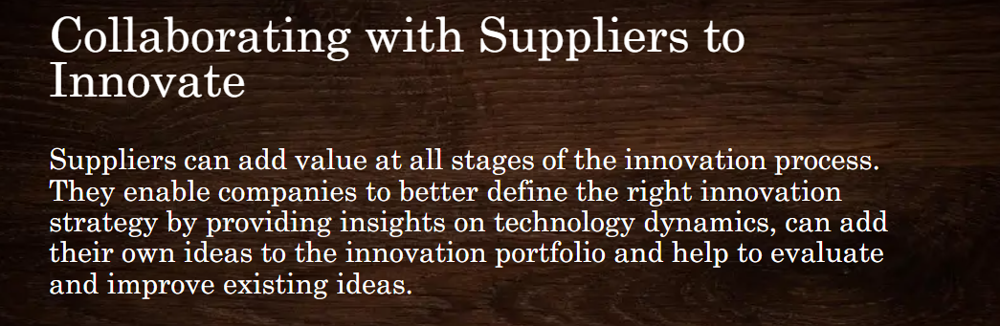 Collaborating with Suppliers to
Innovate
Suppliers can add value at all stages of the innovation process.
They enable companies to better define the right innovation
strategy by providing insights on technology dynamics, can add
their own ideas to the innovation portfolio and help to evaluate
and improve existing ideas.